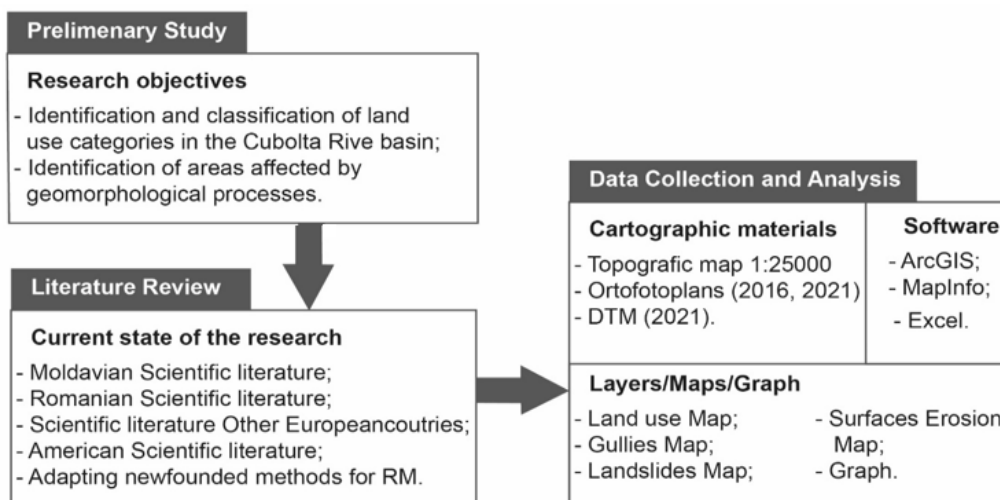 Prelimenary Study
Research objectives
- Identification and classification of land
use categories in the Cubolta Rive basin;
- Identification of areas affected by
geomorphological processes.
Literature Review
Current state of the research
- Moldavian Scientific literature;
- Romanian Scientific literature;
- Scientific literature Other Europeancoutries;
- American Scientific literature;
- Adapting newfounded methods for RM.
Data Collection and Analysis
Cartographic materials
- Topografic map 1:25000
- Ortofotoplans (2016, 2021)
- DTM (2021).
Software
- ArcGIS;
- MapInfo;
- Excel.
Layers/Maps/Graph
- Land use Map;
- Gullies Map;
- Landslides Map;
- Surfaces Erosion
Map;
- Graph.